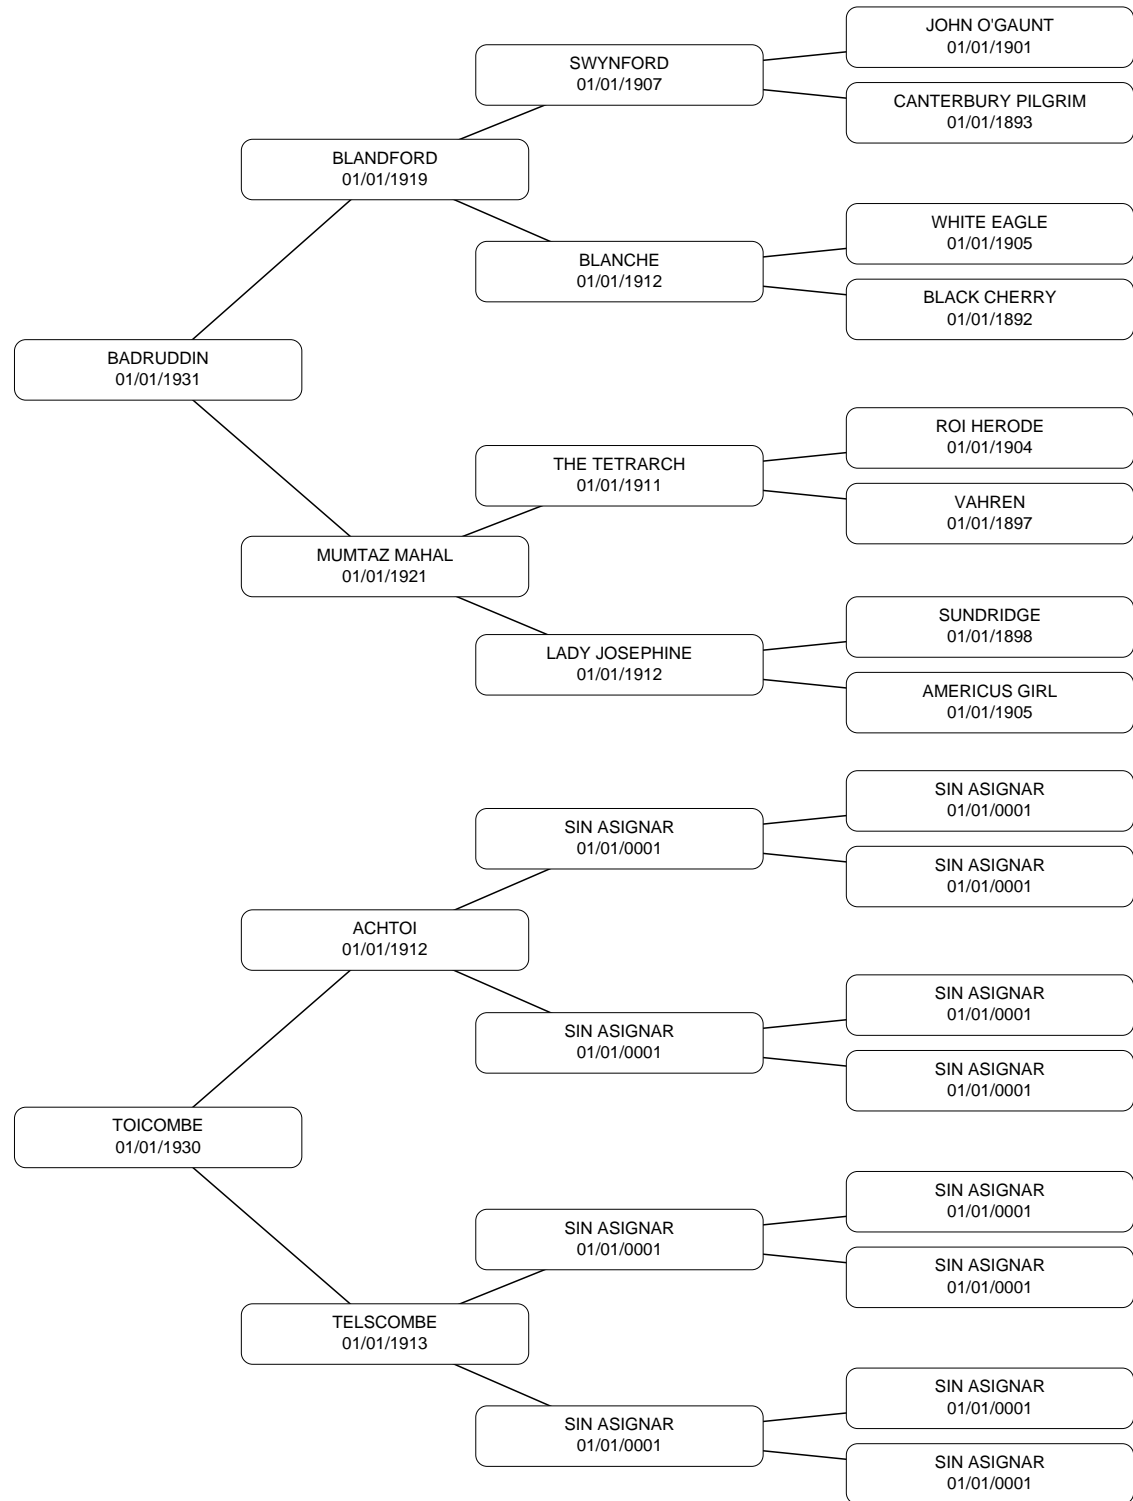 JOHN O'GAUNT
01/01/1901
SWYNFORD
01/01/1907
CANTERBURY PILGRIM
01/01/1893
BLANDFORD
01/01/1919
WHITE EAGLE
01/01/1905
BLANCHE
01/01/1912
BLACK CHERRY
01/01/1892
BADRUDDIN
01/01/1931
ROI HERODE
01/01/1904
THE TETRARCH
01/01/1911
VAHREN
01/01/1897
MUMTAZ MAHAL
01/01/1921
SUNDRIDGE
01/01/1898
LADY JOSEPHINE
01/01/1912
AMERICUS GIRL
01/01/1905
SIN ASIGNAR
01/01/0001
SIN ASIGNAR
01/01/0001
SIN ASIGNAR
01/01/0001
ACHTOI
01/01/1912
SIN ASIGNAR
01/01/0001
SIN ASIGNAR
01/01/0001
SIN ASIGNAR
01/01/0001
TOICOMBE
01/01/1930
SIN ASIGNAR
01/01/0001
SIN ASIGNAR
01/01/0001
SIN ASIGNAR
01/01/0001
TELSCOMBE
01/01/1913
SIN ASIGNAR
01/01/0001
SIN ASIGNAR
01/01/0001
SIN ASIGNAR
01/01/0001